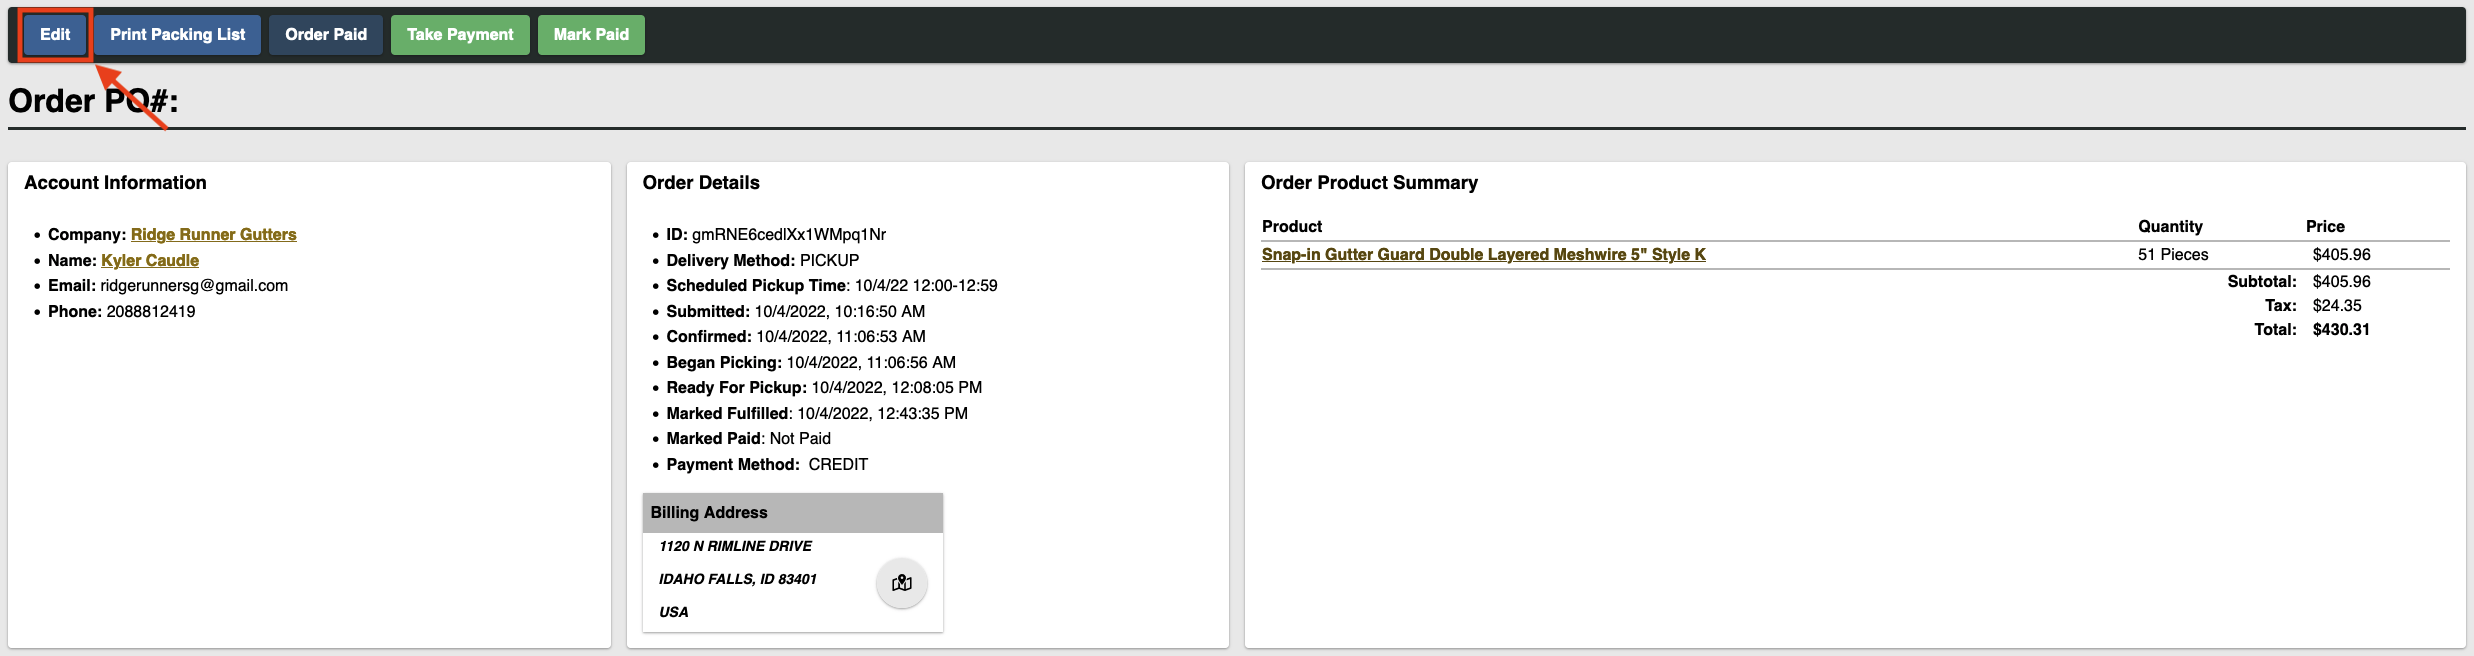 Edit
Print Packing List
Order Paid
Take Payment
Mark Paid
Order PO#:
Account Information
Company: Ridge Runner Gutters
Name: Kyler Caudle
Email: ridgerunnersg@gmail.com
Phone: 2088812419
Order Details
ID: gmRNE6cedlXx1WMpq1Nr
Delivery Method: PICKUP
Scheduled Pickup Time: 10/4/22 12:00-12:59
Submitted: 10/4/2022, 10:16:50 AM
Confirmed: 10/4/2022, 11:06:53 AM
Began Picking: 10/4/2022, 11:06:56 AM
Ready For Pickup: 10/4/2022, 12:08:05 PM
Marked Fulfilled: 10/4/2022, 12:43:35 PM
Marked Paid: Not Paid
Payment Method: CREDIT
Billing Address
1120 N RIMLINE DRIVE
IDAHO FALLS, ID 83401
USA
Order Product Summary
Product Quantity Price
Snap-in Gutter Guard Double Layered Meshwire 5" Style K 51 Pieces $405.96
Subtotal: $405.96
Tax: $24.35
Total: $430.31